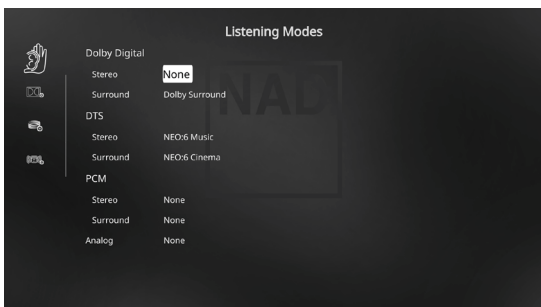 Listening Modes
Dolby Digital
Stereo None
Surround Dolby Surround
DTS
Stereo NEO:6 Music
Surround NEO:6 Cinema
PCM
Stereo None
Surround None
Analog None
NAD